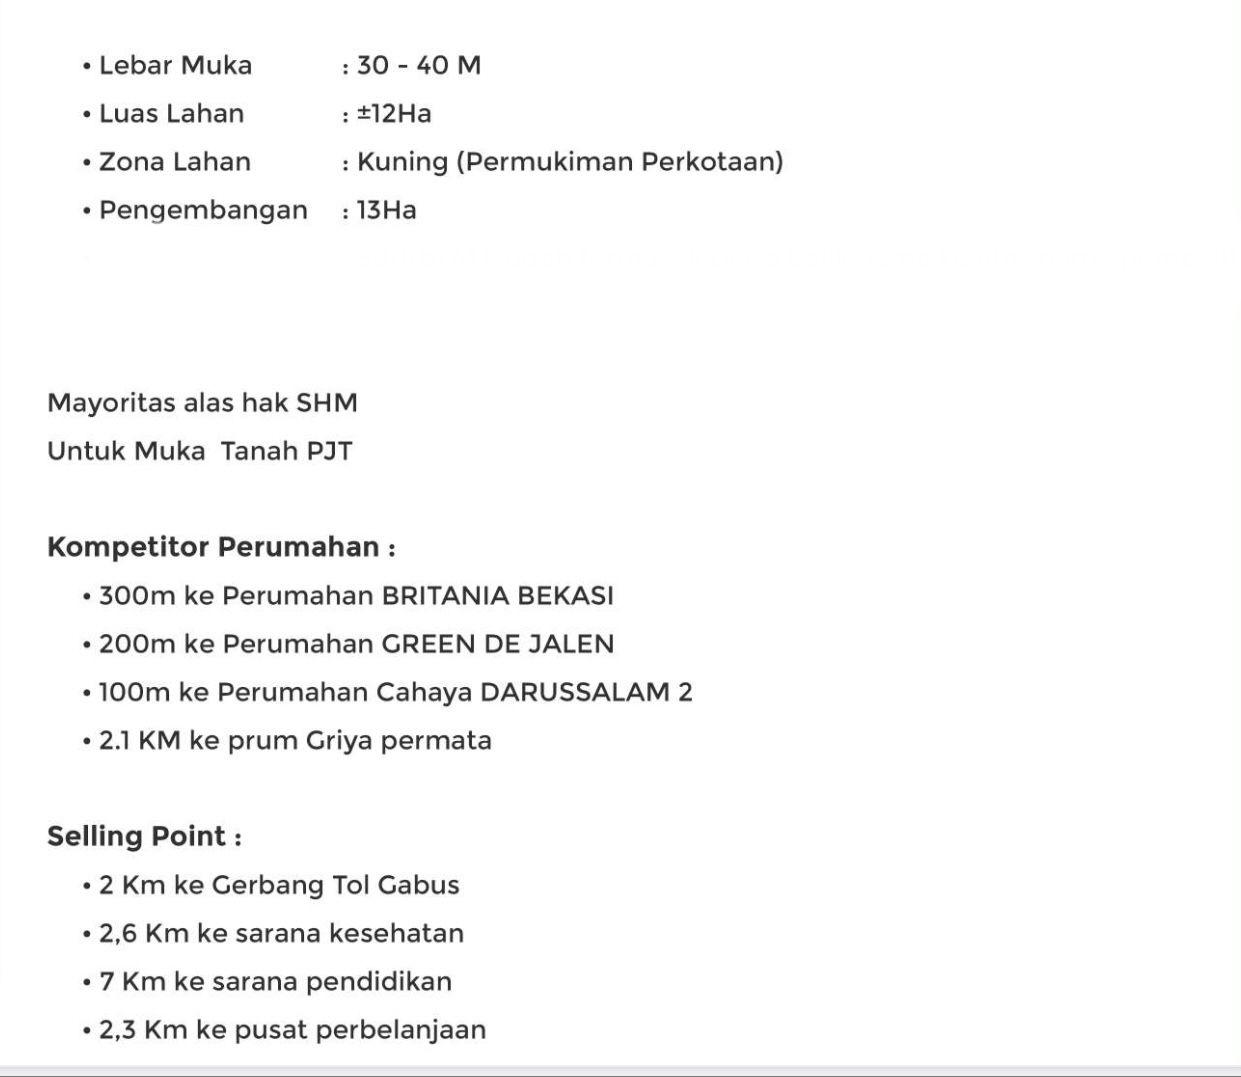 • Lebar Muka : 30 - 40 M
• Luas Lahan : ±12Ha
• Zona Lahan : Kuning (Permukiman Perkotaan)
• Pengembangan : 13Ha
Mayoritas alas hak SHM
Untuk Muka Tanah PJT
Kompetitor Perumahan :
• 300m ke Perumahan BRITANIA BEKASI
• 200m ke Perumahan GREEN DE JALEN
• 100m ke Perumahan Cahaya DARUSSALAM 2
• 2.1 KM ke prum Griya permata
Selling Point :
• 2 Km ke Gerbang Tol Gabus
• 2,6 Km ke sarana kesehatan
• 7 Km ke sarana pendidikan
• 2,3 Km ke pusat perbelanjaan